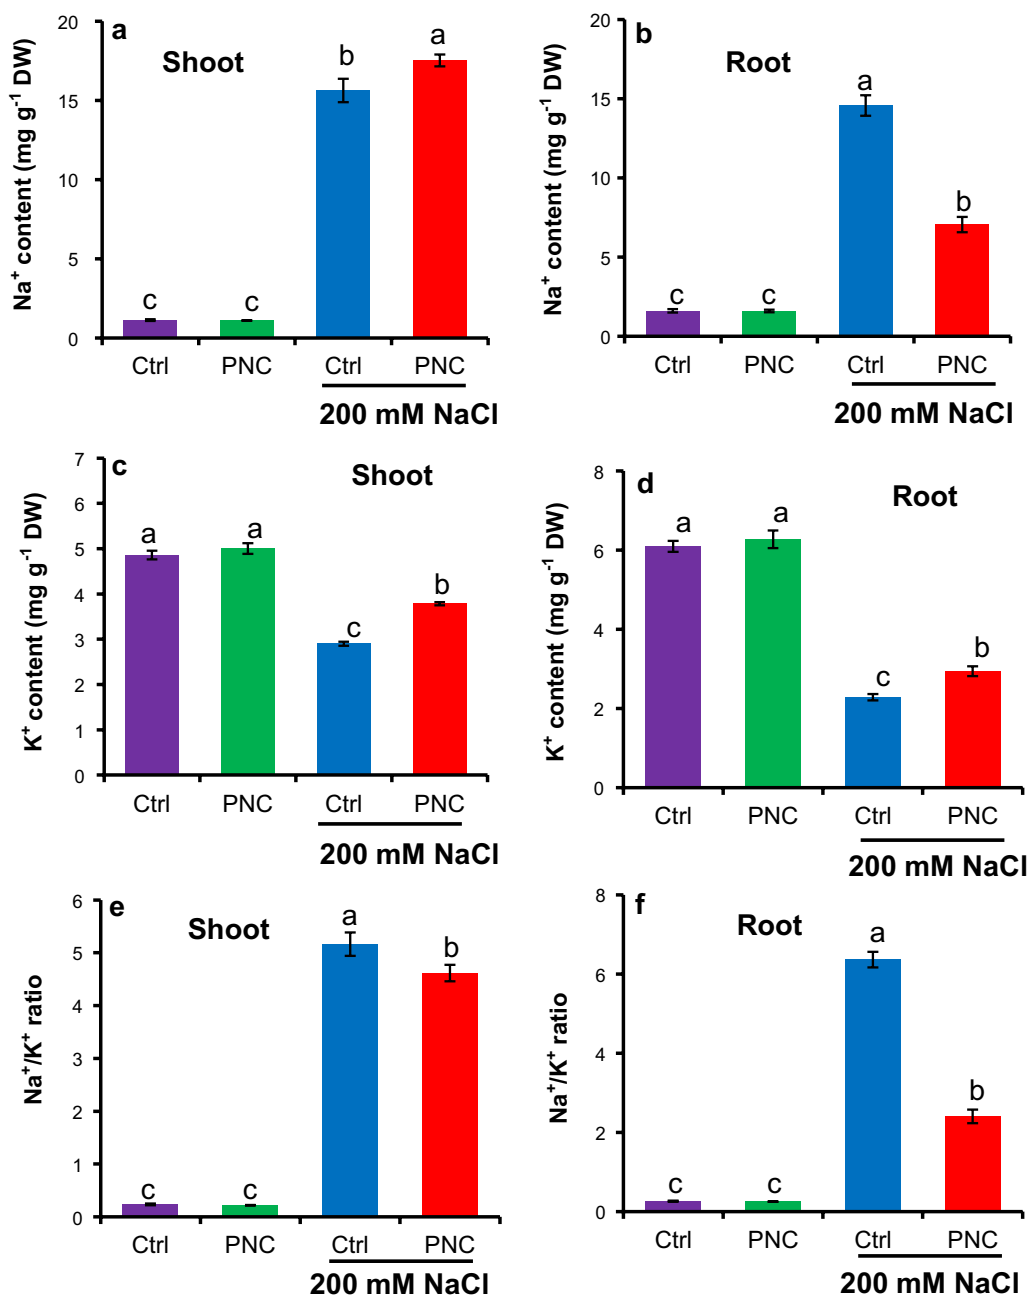 a
Shoot
Na⁺ content (mg g⁻¹ DW)
20
15
10
5
0
c
c
b
a
Ctrl
PNC
Ctrl
PNC
200 mM NaCl
b
Root
Na⁺ content (mg g⁻¹ DW)
20
15
10
5
0
c
c
a
b
Ctrl
PNC
Ctrl
PNC
200 mM NaCl
c
Shoot
K⁺ content (mg g⁻¹ DW)
7
6
5
4
3
2
1
0
a
a
c
b
Ctrl
PNC
Ctrl
PNC
200 mM NaCl
d
Root
K⁺ content (mg g⁻¹ DW)
8
6
4
2
0
a
a
c
b
Ctrl
PNC
Ctrl
PNC
200 mM NaCl
e
Shoot
Na⁺/K⁺ ratio
6
5
4
3
2
1
0
c
c
a
b
Ctrl
PNC
Ctrl
PNC
200 mM NaCl
f
Root
Na⁺/K⁺ ratio
8
6
4
2
0
c
c
a
b
Ctrl
PNC
Ctrl
PNC
200 mM NaCl